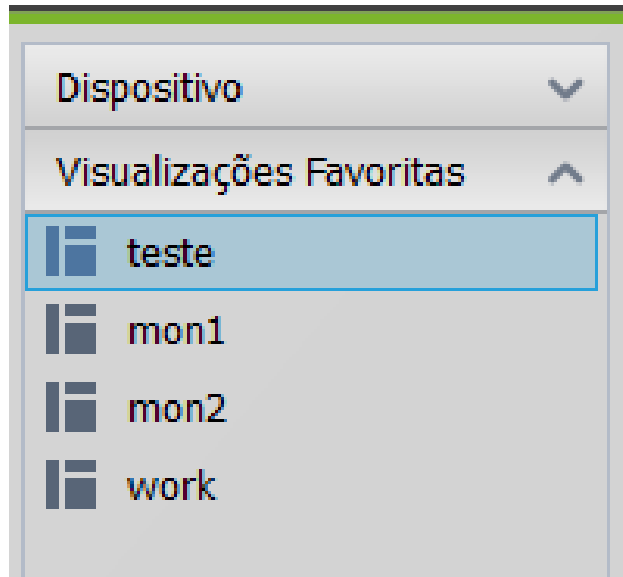 Dispositivo
Visualizações Favoritas
teste
mon1
mon2
work